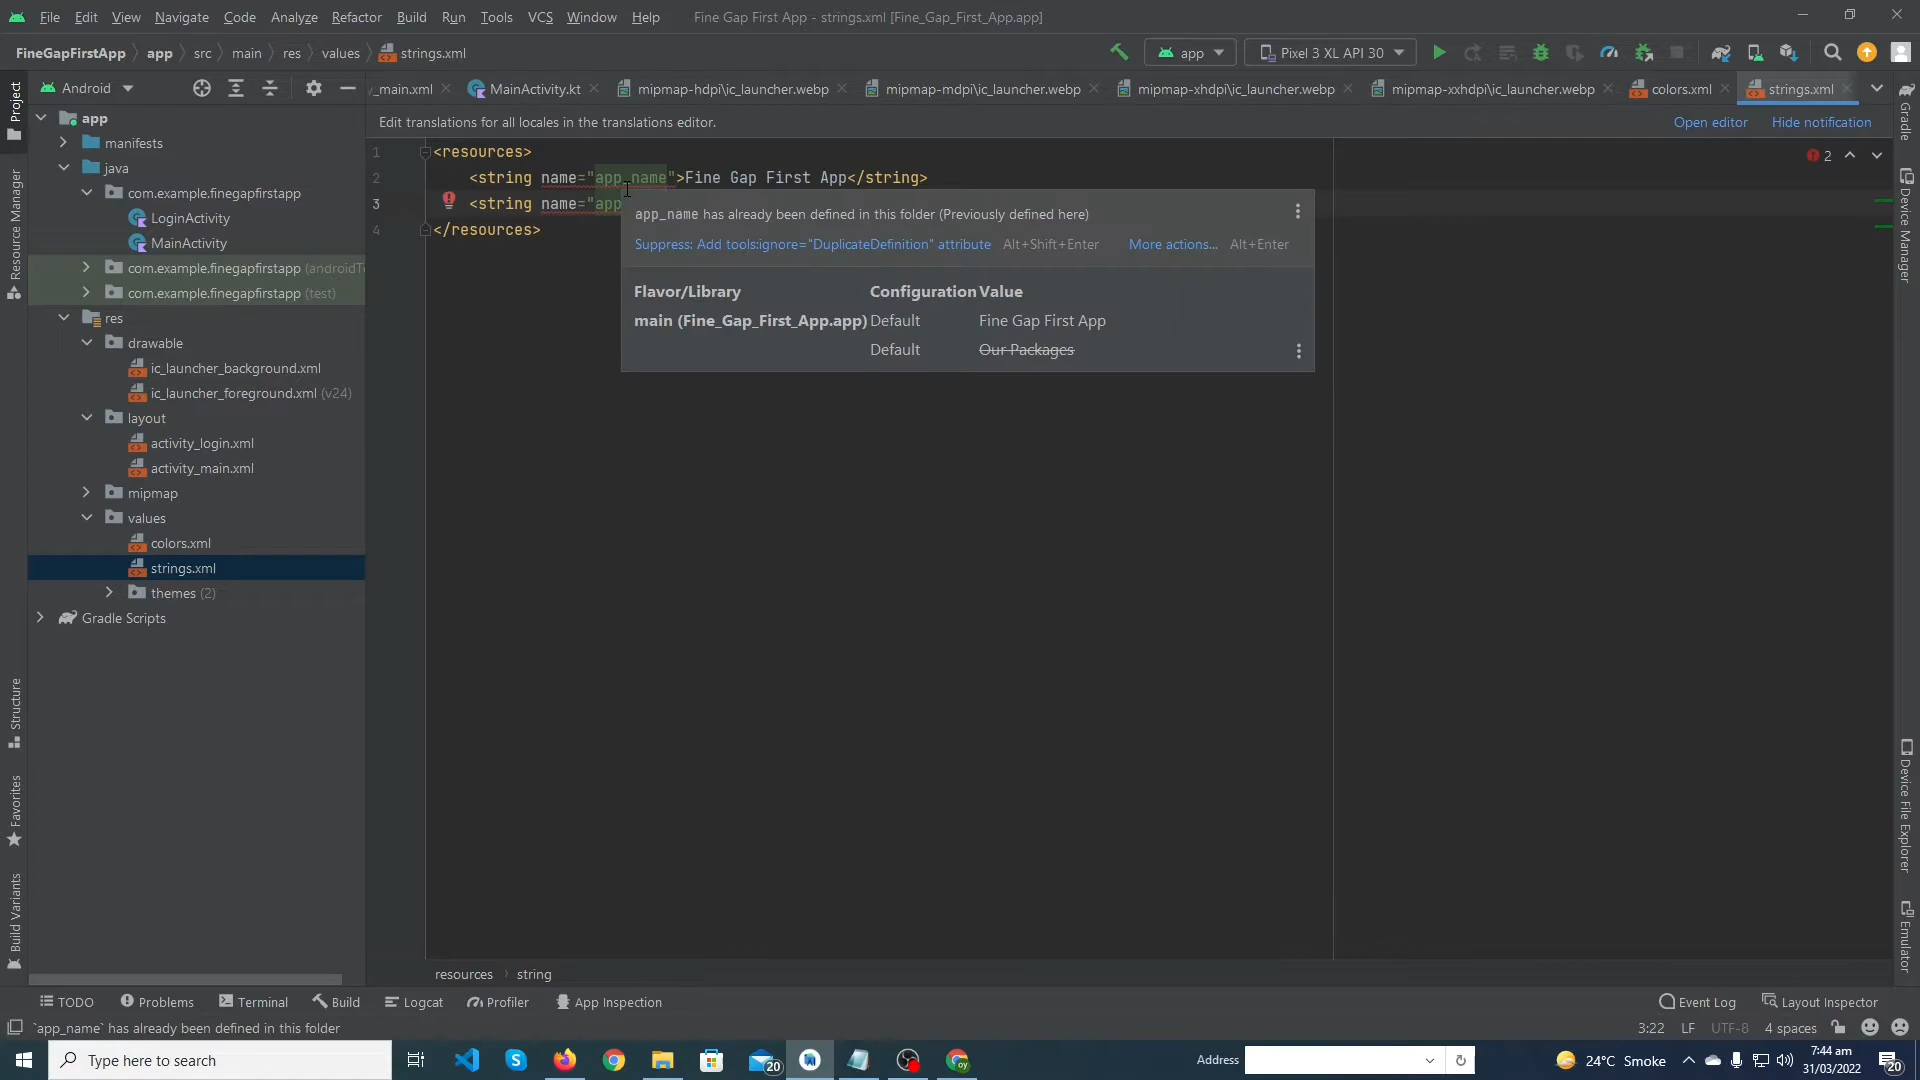 File Edit View Navigate Code Analyze Refactor Build Run Tools VCS Window Help Fine Gap First App - strings.xml [Fine_Gap_First_App.app]
FineGapFirstApp app src main res values strings.xml app Pixel 3 XL API 30
Android _main.xml MainActivity.kt mipmap-hdpi\ic_launcher.webp mipmap-mdpi\ic_launcher.webp mipmap-xhdpi\ic_launcher.webp mipmap-xxhdpi\ic_launcher.webp colors.xml strings.xml
Edit translations for all locales in the translations editor. Open editor Hide notification
Project
Resource Manager
Structure
Favorites
Build Variants
app
manifests
java
com.example.finegapfirstapp
LoginActivity
MainActivity
com.example.finegapfirstapp (androidTe
com.example.finegapfirstapp (test)
res
drawable
ic_launcher_background.xml
ic_launcher_foreground.xml (v24)
layout
activity_login.xml
activity_main.xml
mipmap
values
colors.xml
strings.xml
themes (2)
Gradle Scripts
1 <resources>
2 <string name="app_name">Fine Gap First App</string>
3 <string name="app
4 </resources>
2
app_name has already been defined in this folder (Previously defined here)
Suppress: Add tools:ignore="DuplicateDefinition" attribute Alt+Shift+Enter More actions... Alt+Enter
Flavor/Library Configuration Value
main (Fine_Gap_First_App.app) Default Fine Gap First App
Default Our Packages
Gradle
Device Manager
Device File Explorer
Emulator
resources string
TODO Problems Terminal Build Logcat Profiler App Inspection Event Log Layout Inspector
`app_name` has already been defined in this folder 3:22 LF UTF-8 4 spaces
Type here to search 20 Address 24°C Smoke 7:44 am
31/03/2022 20